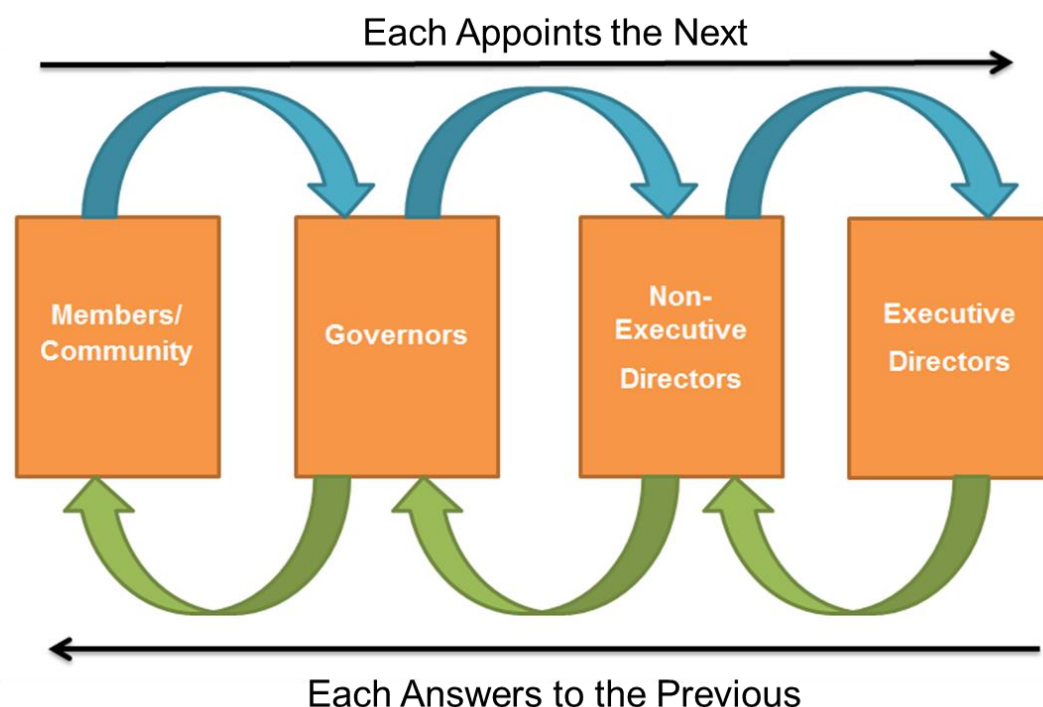 Each Appoints the Next
Members/
Community
Governors
Non-
Executive
Directors
Executive
Directors
Each Answers to the Previous